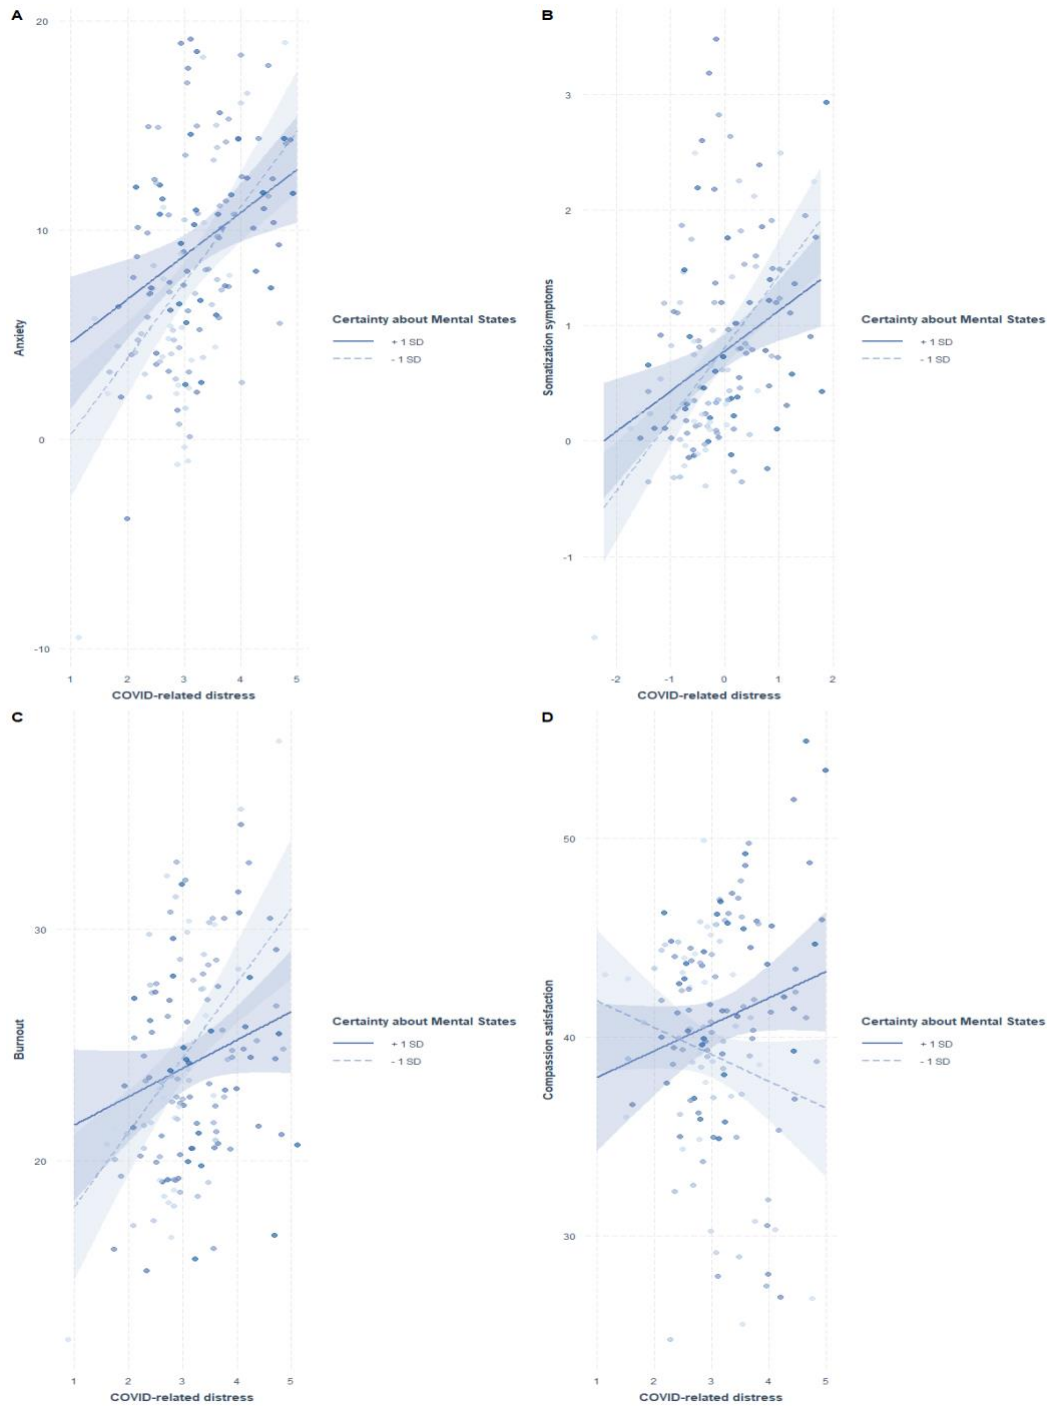 A
20
10
0
-10
Anxiety
1 2 3 4 5
COVID-related distress
Certainty about Mental States
+ 1 SD
- 1 SD
B
3
2
1
0
-1
Somatization symptoms
-2 -1 0 1 2
COVID-related distress
Certainty about Mental States
+ 1 SD
- 1 SD
C
30
20
Burnout
1 2 3 4 5
COVID-related distress
Certainty about Mental States
+ 1 SD
- 1 SD
D
50
40
30
Compassion satisfaction
1 2 3 4 5
COVID-related distress
Certainty about Mental States
+ 1 SD
- 1 SD